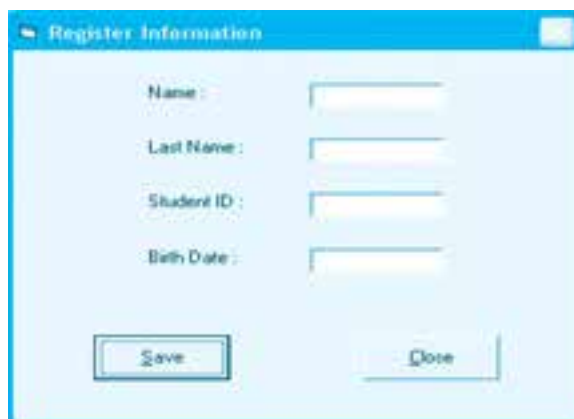 Register Information
Name :
Last Name :
Student ID :
Birth Date :
Save Close